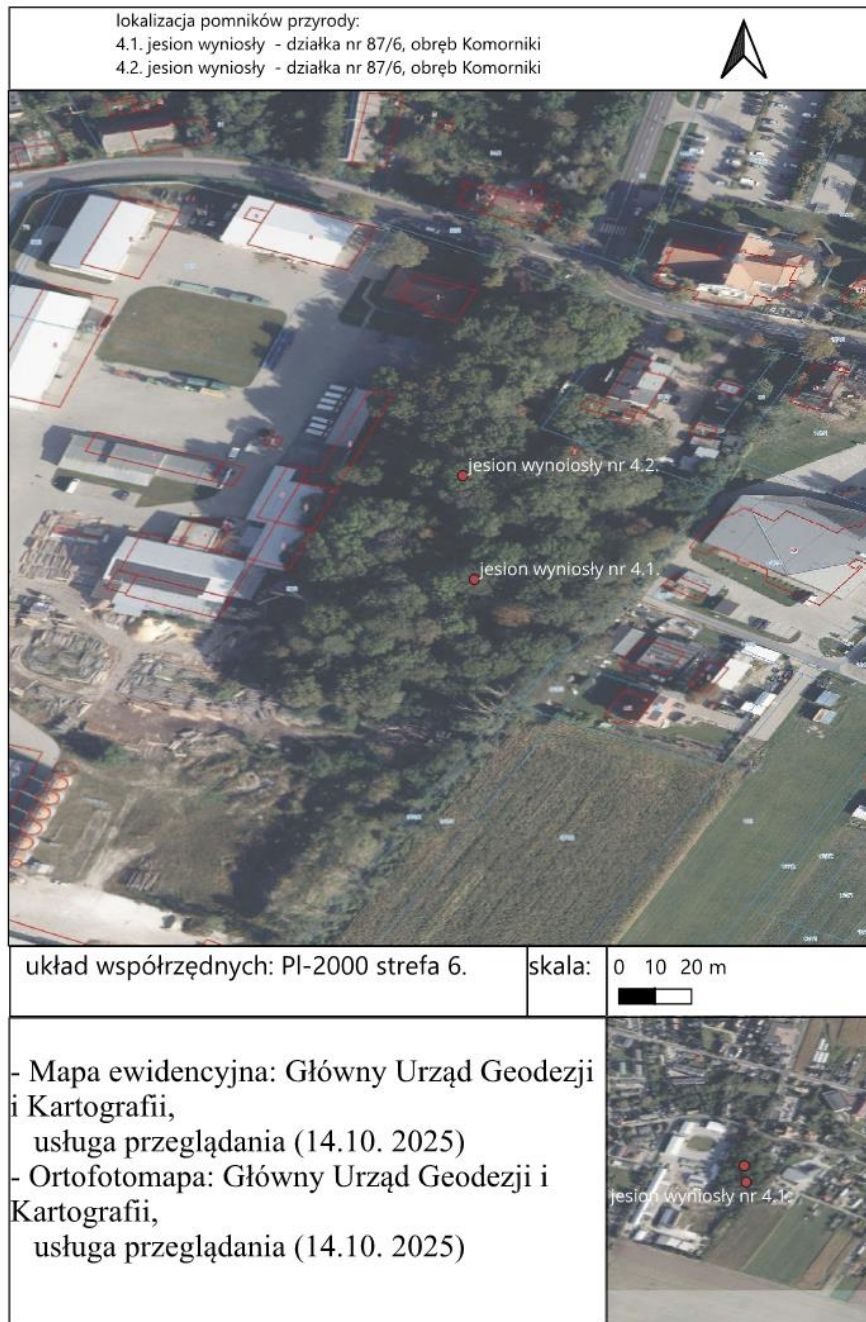 lokalizacja pomników przyrody:
4.1. jesion wyniosły - działka nr 87/6, obręb Komorniki
4.2. jesion wyniosły - działka nr 87/6, obręb Komorniki
jesion wynoiosły nr 4.2.
jesion wyniosły nr 4.1.
układ współrzędnych: Pl-2000 strefa 6.
skala:
0 10 20 m
- Mapa ewidencyjna: Główny Urząd Geodezji
i Kartografii,
usługa przeglądania (14.10. 2025)
- Ortofotomapa: Główny Urząd Geodezji i
Kartografii,
usługa przeglądania (14.10. 2025)
jesion wyniosły nr 4.1.